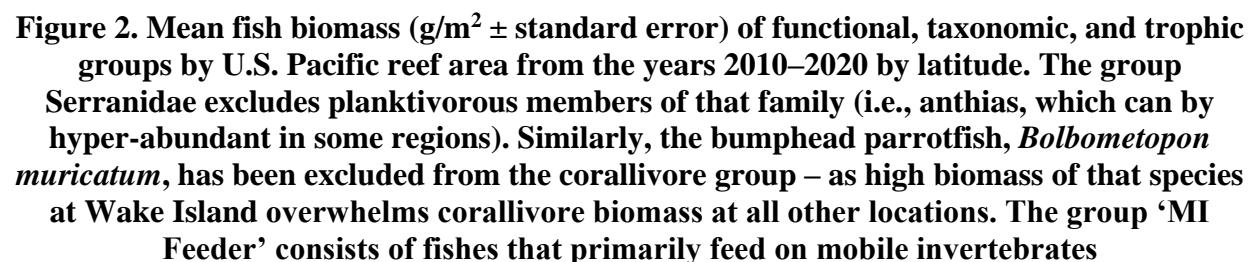 Figure 2. Mean fish biomass (g/m² ± standard error) of functional, taxonomic, and trophic
groups by U.S. Pacific reef area from the years 2010–2020 by latitude. The group
Serranidae excludes planktivorous members of that family (i.e., anthias, which can by
hyper-abundant in some regions). Similarly, the bumphead parrotfish, Bolbometopon
muricatum, has been excluded from the corallivore group – as high biomass of that species
at Wake Island overwhelms corallivore biomass at all other locations. The group ‘MI
Feeder’ consists of fishes that primarily feed on mobile invertebrates